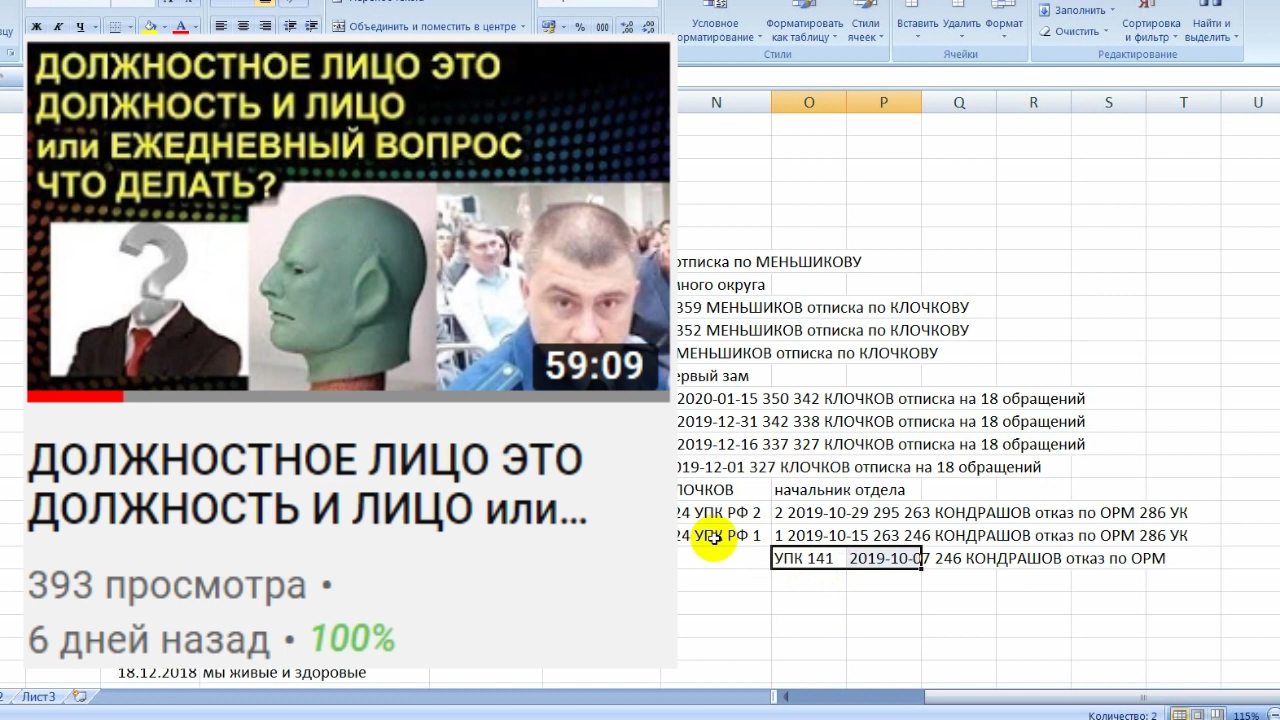 Объединить и поместить в центре
Ж К Ч
%
000
Условное
форматирование
Форматировать
как таблицу
Стили
ячеек
Стили
Вставить
Удалить
Формат
Ячейки
Заполнить
Очистить
Сортировка
и фильтр
Найти и
выделить
Редактирование
N O P Q R S T U
ДОЛЖНОСТНОЕ ЛИЦО ЭТО
ДОЛЖНОСТЬ И ЛИЦО
или ЕЖЕДНЕВНЫЙ ВОПРОС
ЧТО ДЕЛАТЬ?
59:09
ДОЛЖНОСТНОЕ ЛИЦО ЭТО
ДОЛЖНОСТЬ И ЛИЦО или...
393 просмотра •
6 дней назад • 100%
отписка по МЕНЬШИКОВУ
много округа
359 МЕНЬШИКОВ отписка по КЛОЧКОВУ
352 МЕНЬШИКОВ отписка по КЛОЧКОВУ
МЕНЬШИКОВ отписка по КЛОЧКОВУ
ервый зам
2020-01-15 350 342 КЛОЧКОВ отписка на 18 обращений
2019-12-31 342 338 КЛОЧКОВ отписка на 18 обращений
2019-12-16 337 327 КЛОЧКОВ отписка на 18 обращений
019-12-01 327 КЛОЧКОВ отписка на 18 обращений
ЛОЧКОВ начальник отдела
24 УПК РФ 2 2 2019-10-29 295 263 КОНДРАШОВ отказ по ОРМ 286 УК
24 УПК РФ 1 1 2019-10-15 263 246 КОНДРАШОВ отказ по ОРМ 286 УК
УПК 141 2019-10-07 246 КОНДРАШОВ отказ по ОРМ
18.12.2018 мы живые и здоровые
2 Лист3
Количество: 2 115%